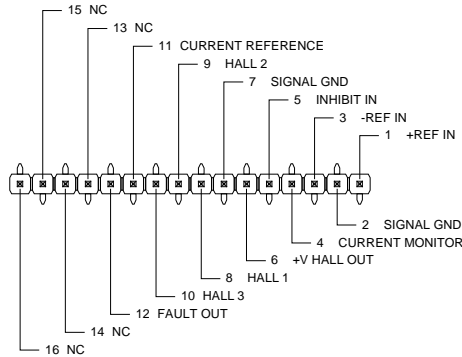 15 NC
13 NC
11 CURRENT REFERENCE
9 HALL 2
7 SIGNAL GND
5 INHIBIT IN
3 -REF IN
1 +REF IN
2 SIGNAL GND
4 CURRENT MONITOR
6 +V HALL OUT
8 HALL 1
10 HALL 3
12 FAULT OUT
14 NC
16 NC